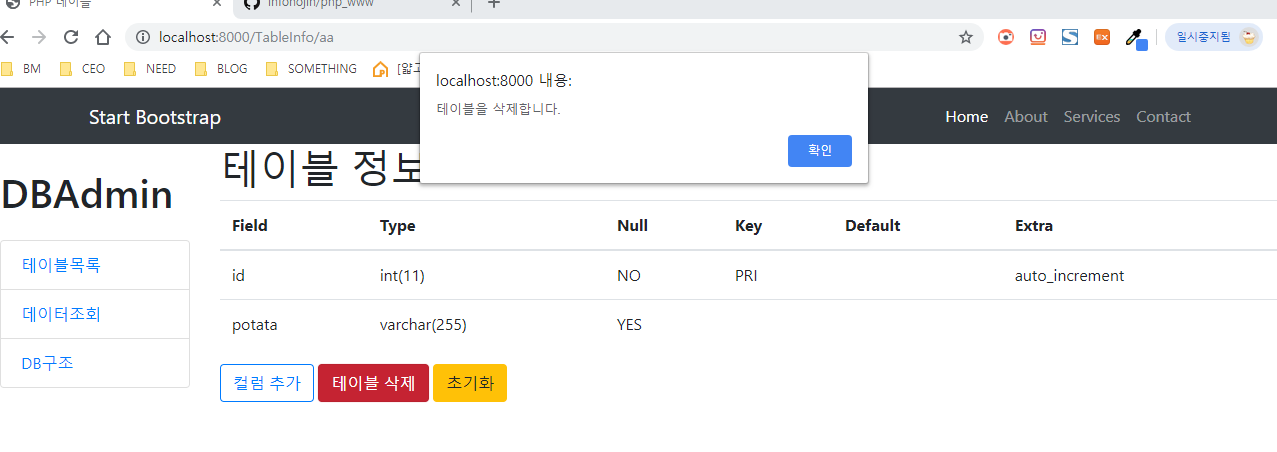 PHP 테이블
infohojin/php_www
localhost:8000/TableInfo/aa
일시중지됨
BM CEO NEED BLOG SOMETHING
localhost:8000 내용:
테이블을 삭제합니다.
확인
Start Bootstrap
Home About Services Contact
테이블 정보
DBAdmin
테이블목록
데이터조회
DB구조
Field Type Null Key Default Extra
id int(11) NO PRI auto_increment
potata varchar(255) YES
컬럼 추가 테이블 삭제 초기화